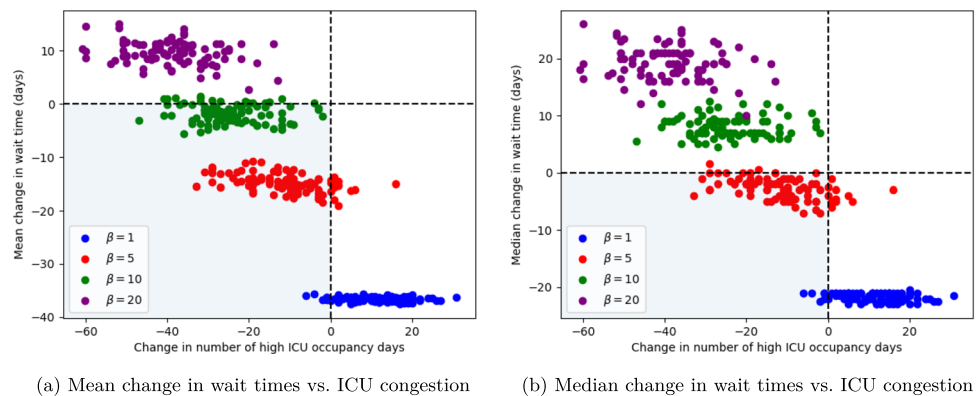 10
0
−10
−20
−30
−40
−60
−40
−20
0
20
Mean change in wait time (days)
Change in number of high ICU occupancy days
β = 1
β = 5
β = 10
β = 20
(a) Mean change in wait times vs. ICU congestion
20
10
0
−10
−20
−60
−40
−20
0
20
Median change in wait time (days)
Change in number of high ICU occupancy days
β = 1
β = 5
β = 10
β = 20
(b) Median change in wait times vs. ICU congestion